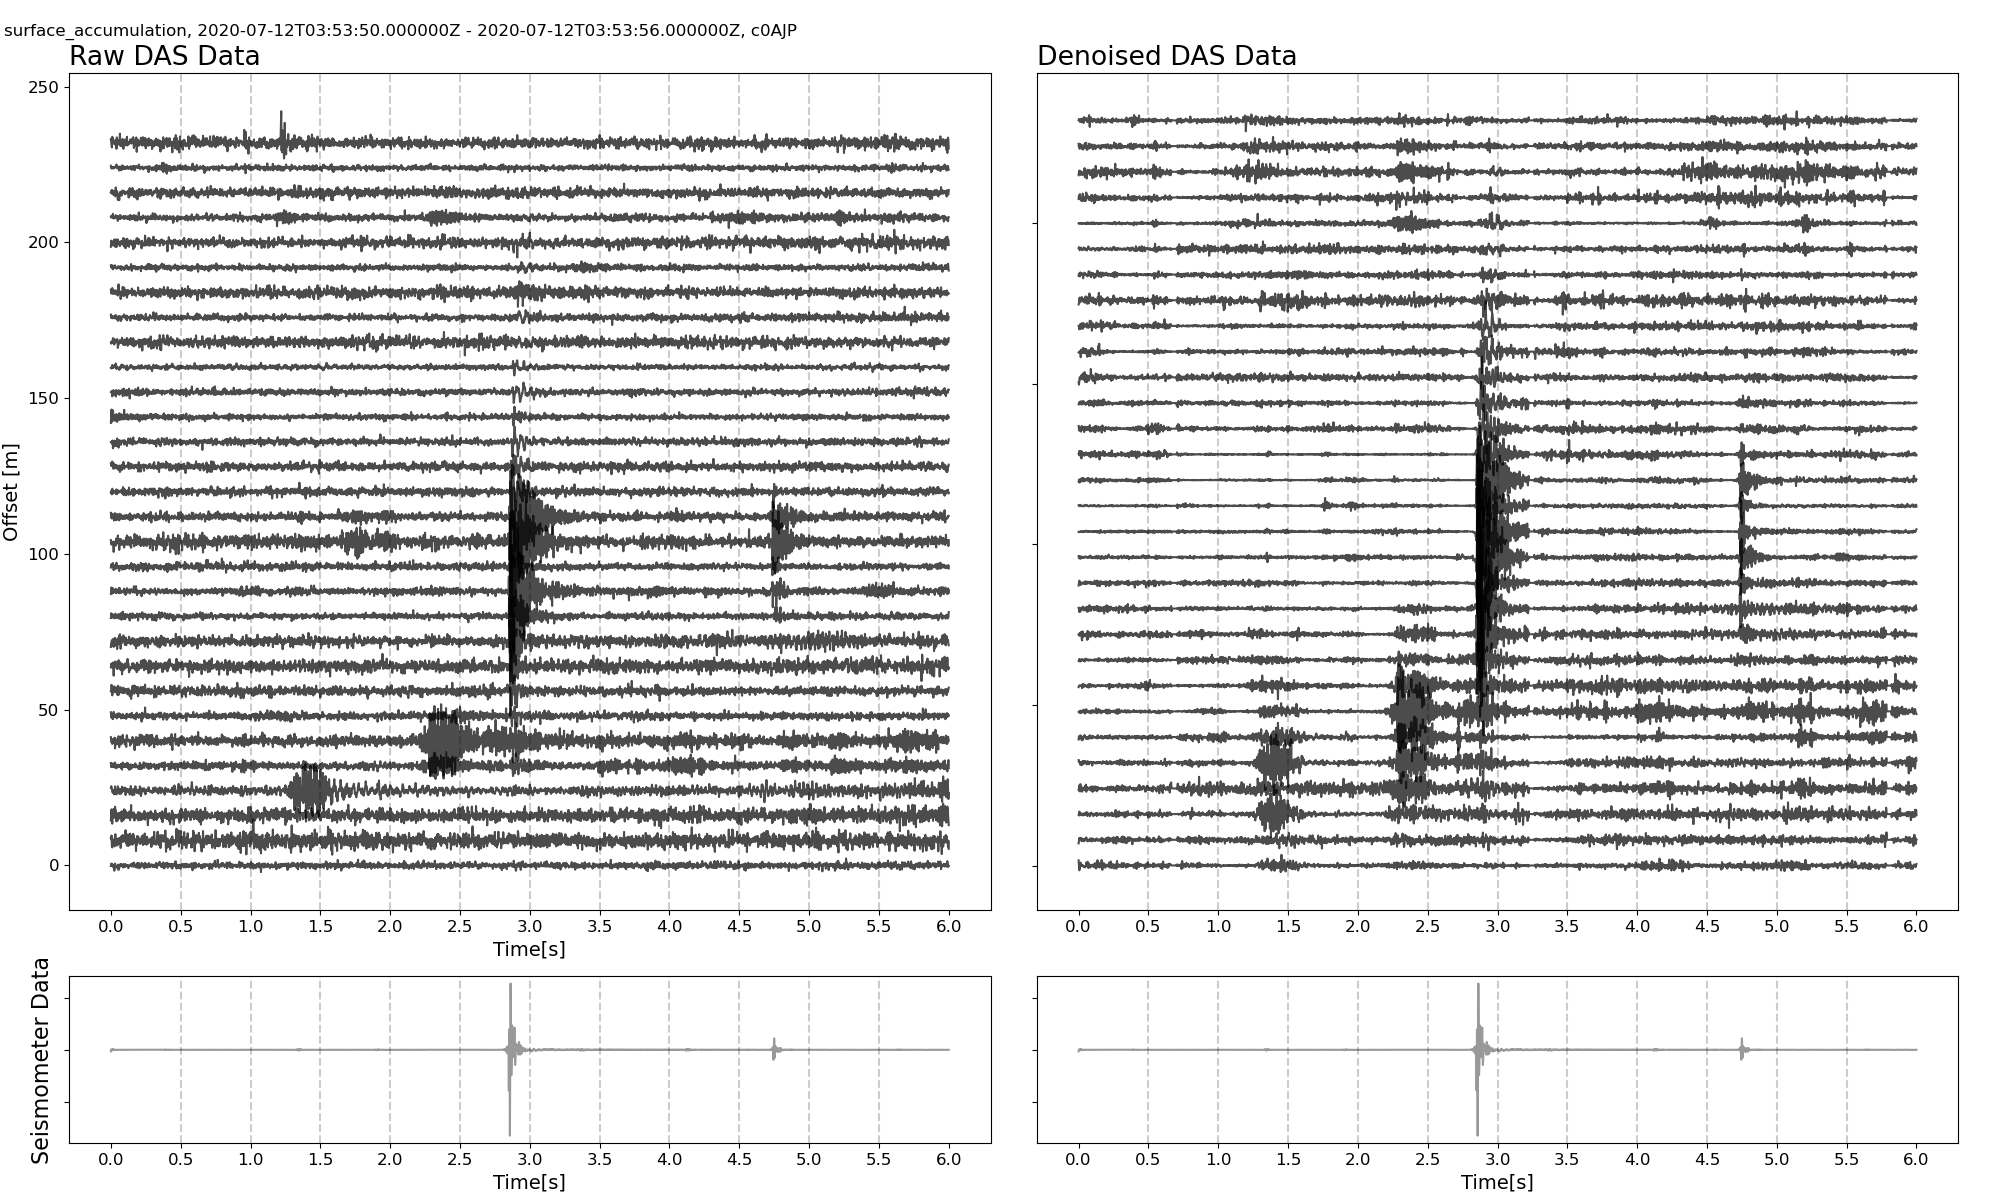 surface_accumulation, 2020-07-12T03:53:50.000000Z - 2020-07-12T03:53:56.000000Z, c0AJP
Raw DAS Data
Denoised DAS Data
Offset [m]
250
200
150
100
50
0
0.0 0.5 1.0 1.5 2.0 2.5 3.0 3.5 4.0 4.5 5.0 5.5 6.0
Time[s]
0.0 0.5 1.0 1.5 2.0 2.5 3.0 3.5 4.0 4.5 5.0 5.5 6.0
Seismometer Data
0.0 0.5 1.0 1.5 2.0 2.5 3.0 3.5 4.0 4.5 5.0 5.5 6.0
Time[s]
0.0 0.5 1.0 1.5 2.0 2.5 3.0 3.5 4.0 4.5 5.0 5.5 6.0
Time[s]